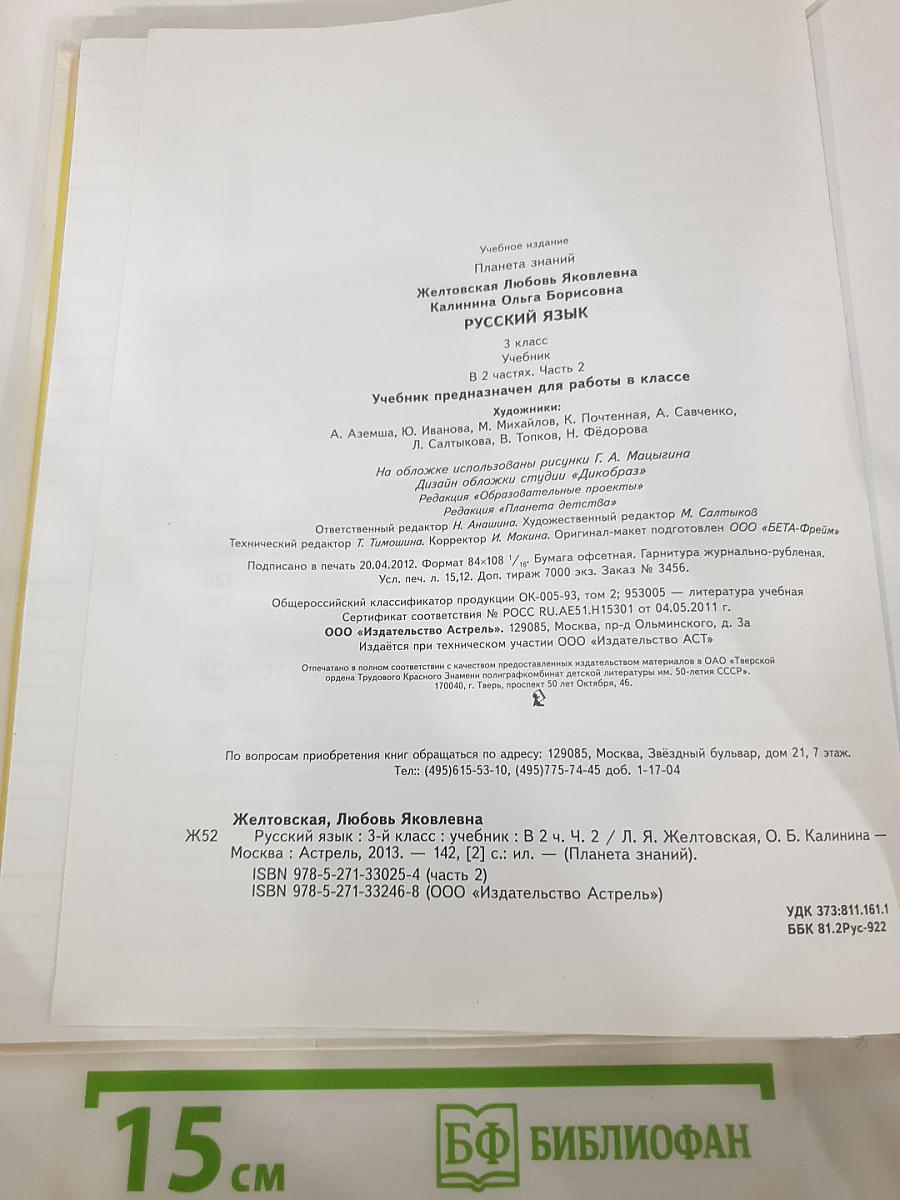 Учебное издание
Планета знаний
Желтовская Любовь Яковлевна
Калинина Ольга Борисовна
РУССКИЙ ЯЗЫК
3 класс
Учебник
В 2 частях. Часть 2
Учебник предназначен для работы в классе
Художники:
А. Аземша, Ю. Иванова, М. Михайлов, К. Почтенная, А. Савченко,
Л. Салтыкова, В. Топков, Н. Фёдорова
На обложке использованы рисунки Г. А. Мацыгина
Дизайн обложки студии «Дикобраз»
Редакция «Образовательные проекты»
Редакция «Планета детства»
Ответственный редактор Н. Анашина. Художественный редактор М. Салтыков
Технический редактор Т. Тимошина. Корректор И. Мокина. Оригинал-макет подготовлен ООО «БЕТА-Фрейм»
Подписано в печать 20.04.2012. Формат 84×108 1/16. Бумага офсетная. Гарнитура журнально-рубленая.
Усл. печ. л. 15,12. Доп. тираж 7000 экз. Заказ № 3456.
Общероссийский классификатор продукции ОК-005-93, том 2; 953005 — литература учебная
Сертификат соответствия № РОСС RU.АЕ51.Н15301 от 04.05.2011 г.
ООО «Издательство Астрель». 129085, Москва, пр-д Ольминского, д. 3а
Издаётся при техническом участии ООО «Издательство АСТ»
Отпечатано в полном соответствии с качеством предоставленных издательством материалов в ОАО «Тверской
ордена Трудового Красного Знамени полиграфкомбинат детской литературы им. 50-летия СССР».
170040, г. Тверь, проспект 50 лет Октября, 46.
По вопросам приобретения книг обращаться по адресу: 129085, Москва, Звёздный бульвар, дом 21, 7 этаж.
Тел.: (495)615-53-10, (495)775-74-45 доб. 1-17-04
Желтовская, Любовь Яковлевна
Ж52 Русский язык : 3-й класс : учебник : В 2 ч. Ч. 2 / Л. Я. Желтовская, О. Б. Калинина —
Москва : Астрель, 2013. — 142, [2] с.: ил. — (Планета знаний).
ISBN 978-5-271-33025-4 (часть 2)
ISBN 978-5-271-33246-8 (ООО «Издательство Астрель»)
УДК 373:811.161.1
ББК 81.2Рус-922
15 см
БФ БИБЛИОФАН